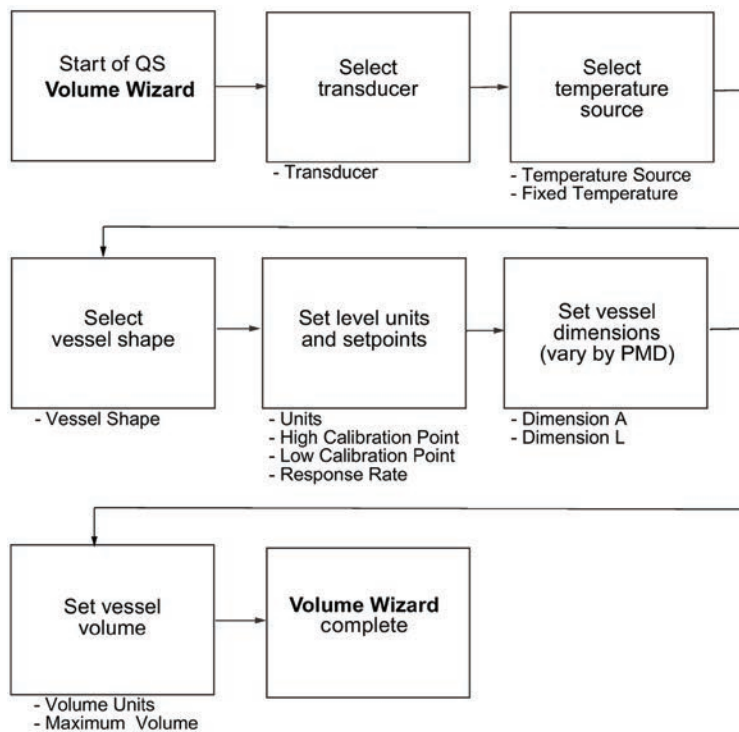 Start of QS
Volume Wizard
Select
transducer
- Transducer
Select
temperature
source
- Temperature Source
- Fixed Temperature
Select
vessel shape
- Vessel Shape
Set level units
and setpoints
- Units
- High Calibration Point
- Low Calibration Point
- Response Rate
Set vessel
dimensions
(vary by PMD)
- Dimension A
- Dimension L
Set vessel
volume
- Volume Units
- Maximum Volume
Volume Wizard
complete